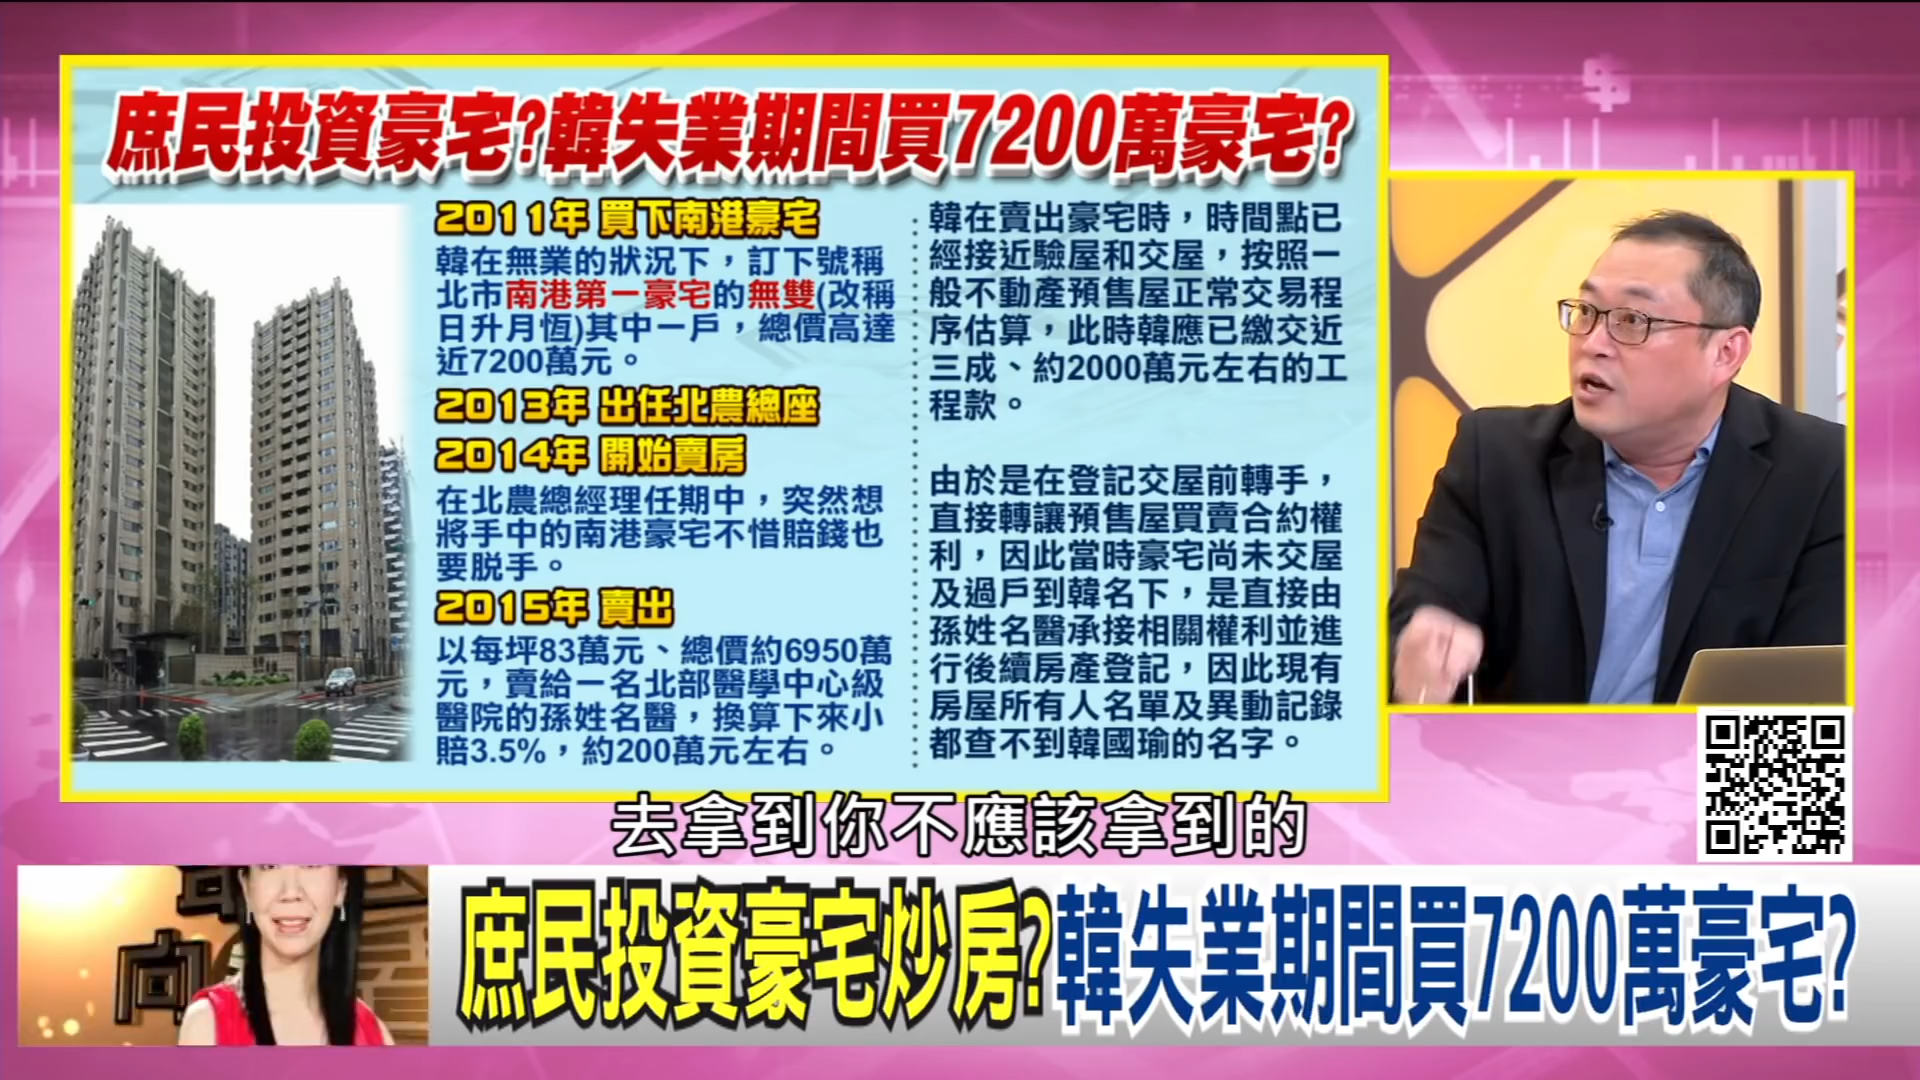 庶民投資豪宅?韓失業期間買7200萬豪宅?
2011年 買下南港豪宅
韓在無業的狀況下，訂下號稱
北市南港第一豪宅的無雙(改稱
日升月恆)其中一戶，總價高達
近7200萬元。
2013年 出任北農總座
2014年 開始賣房
在北農總經理任期中，突然想
將手中的南港豪宅不惜賠錢也
要脫手。
2015年 賣出
以每坪83萬元、總價約6950萬
元，賣給一名北部醫學中心級
醫院的孫姓名醫，換算下來小
賠3.5%，約200萬元左右。
韓在賣出豪宅時，時間點已
經接近驗屋和交屋，按照一
般不動產預售屋正常交易程
序估算，此時韓應已繳交近
三成、約2000萬元左右的工
程款。
由於是在登記交屋前轉手，
直接轉讓預售屋買賣合約權
利，因此當時豪宅尚未交屋
及過戶到韓名下，是直接由
孫姓名醫承接相關權利並進
行後續房產登記，因此現有
房屋所有人名單及異動記錄
都查不到韓國瑜的名字。
去拿到你不應該拿到的
向
庶民投資豪宅炒房?韓失業期間買7200萬豪宅?